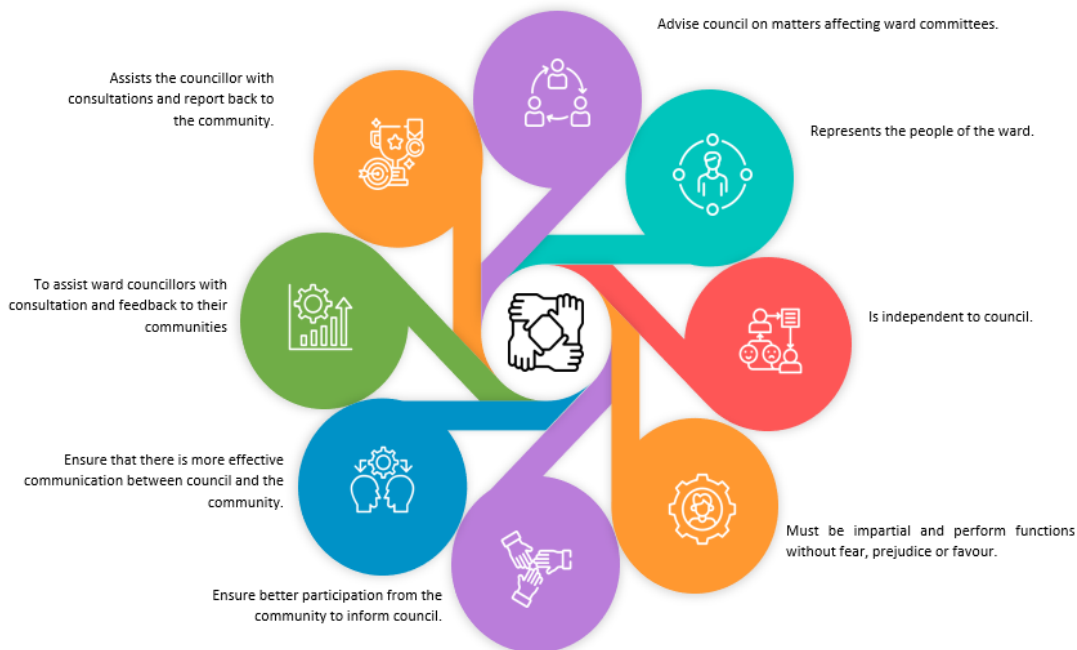 Advise council on matters affecting ward committees.
Represents the people of the ward.
Is independent to council.
Must be impartial and perform functions
without fear, prejudice or favour.
Ensure better participation from the
community to inform council.
Ensure that there is more effective
communication between council and the
community.
To assist ward councillors with
consultation and feedback to their
communities
Assists the councillor with
consultations and report back to
the community.